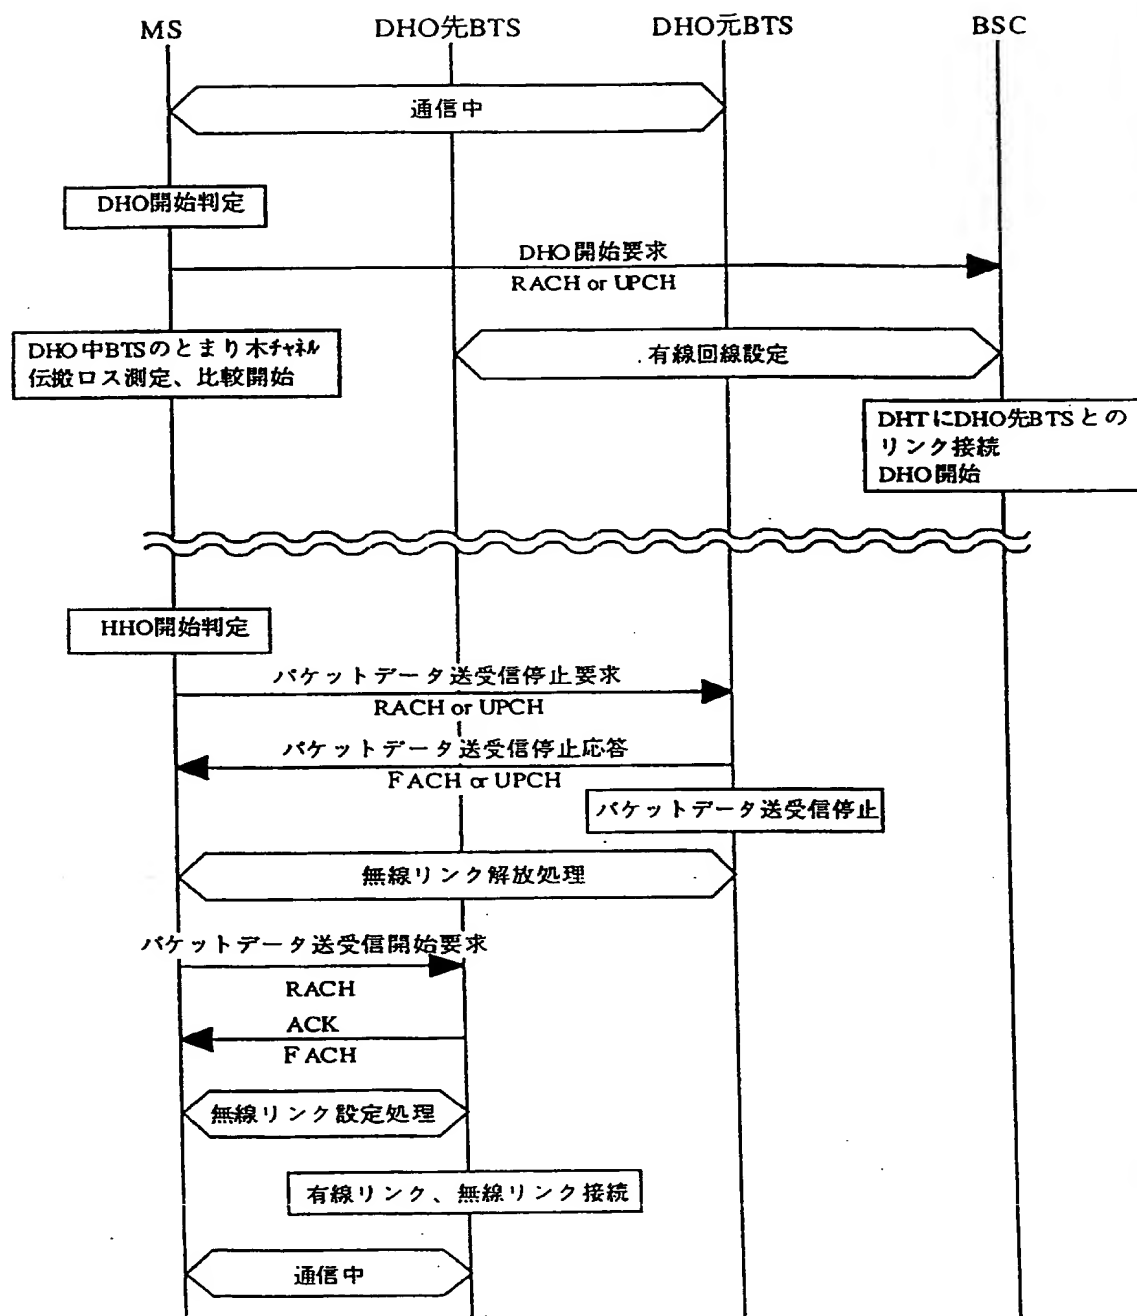 MS
DHO先BTS
DHO元BTS
BSC
通信中
DHO開始判定
DHO開始要求
RACH or UPCH
DHO中BTSのとまり木チャネル
伝搬ロス測定、比較開始
有線回線設定
DHTにDHO先BTSとの
リンク接続
DHO開始
HHO開始判定
パケットデータ送受信停止要求
RACH or UPCH
パケットデータ送受信停止応答
FACH or UPCH
パケットデータ送受信停止
無線リンク解放処理
パケットデータ送受信開始要求
RACH
ACK
FACH
無線リンク設定処理
有線リンク、無線リンク接続
通信中